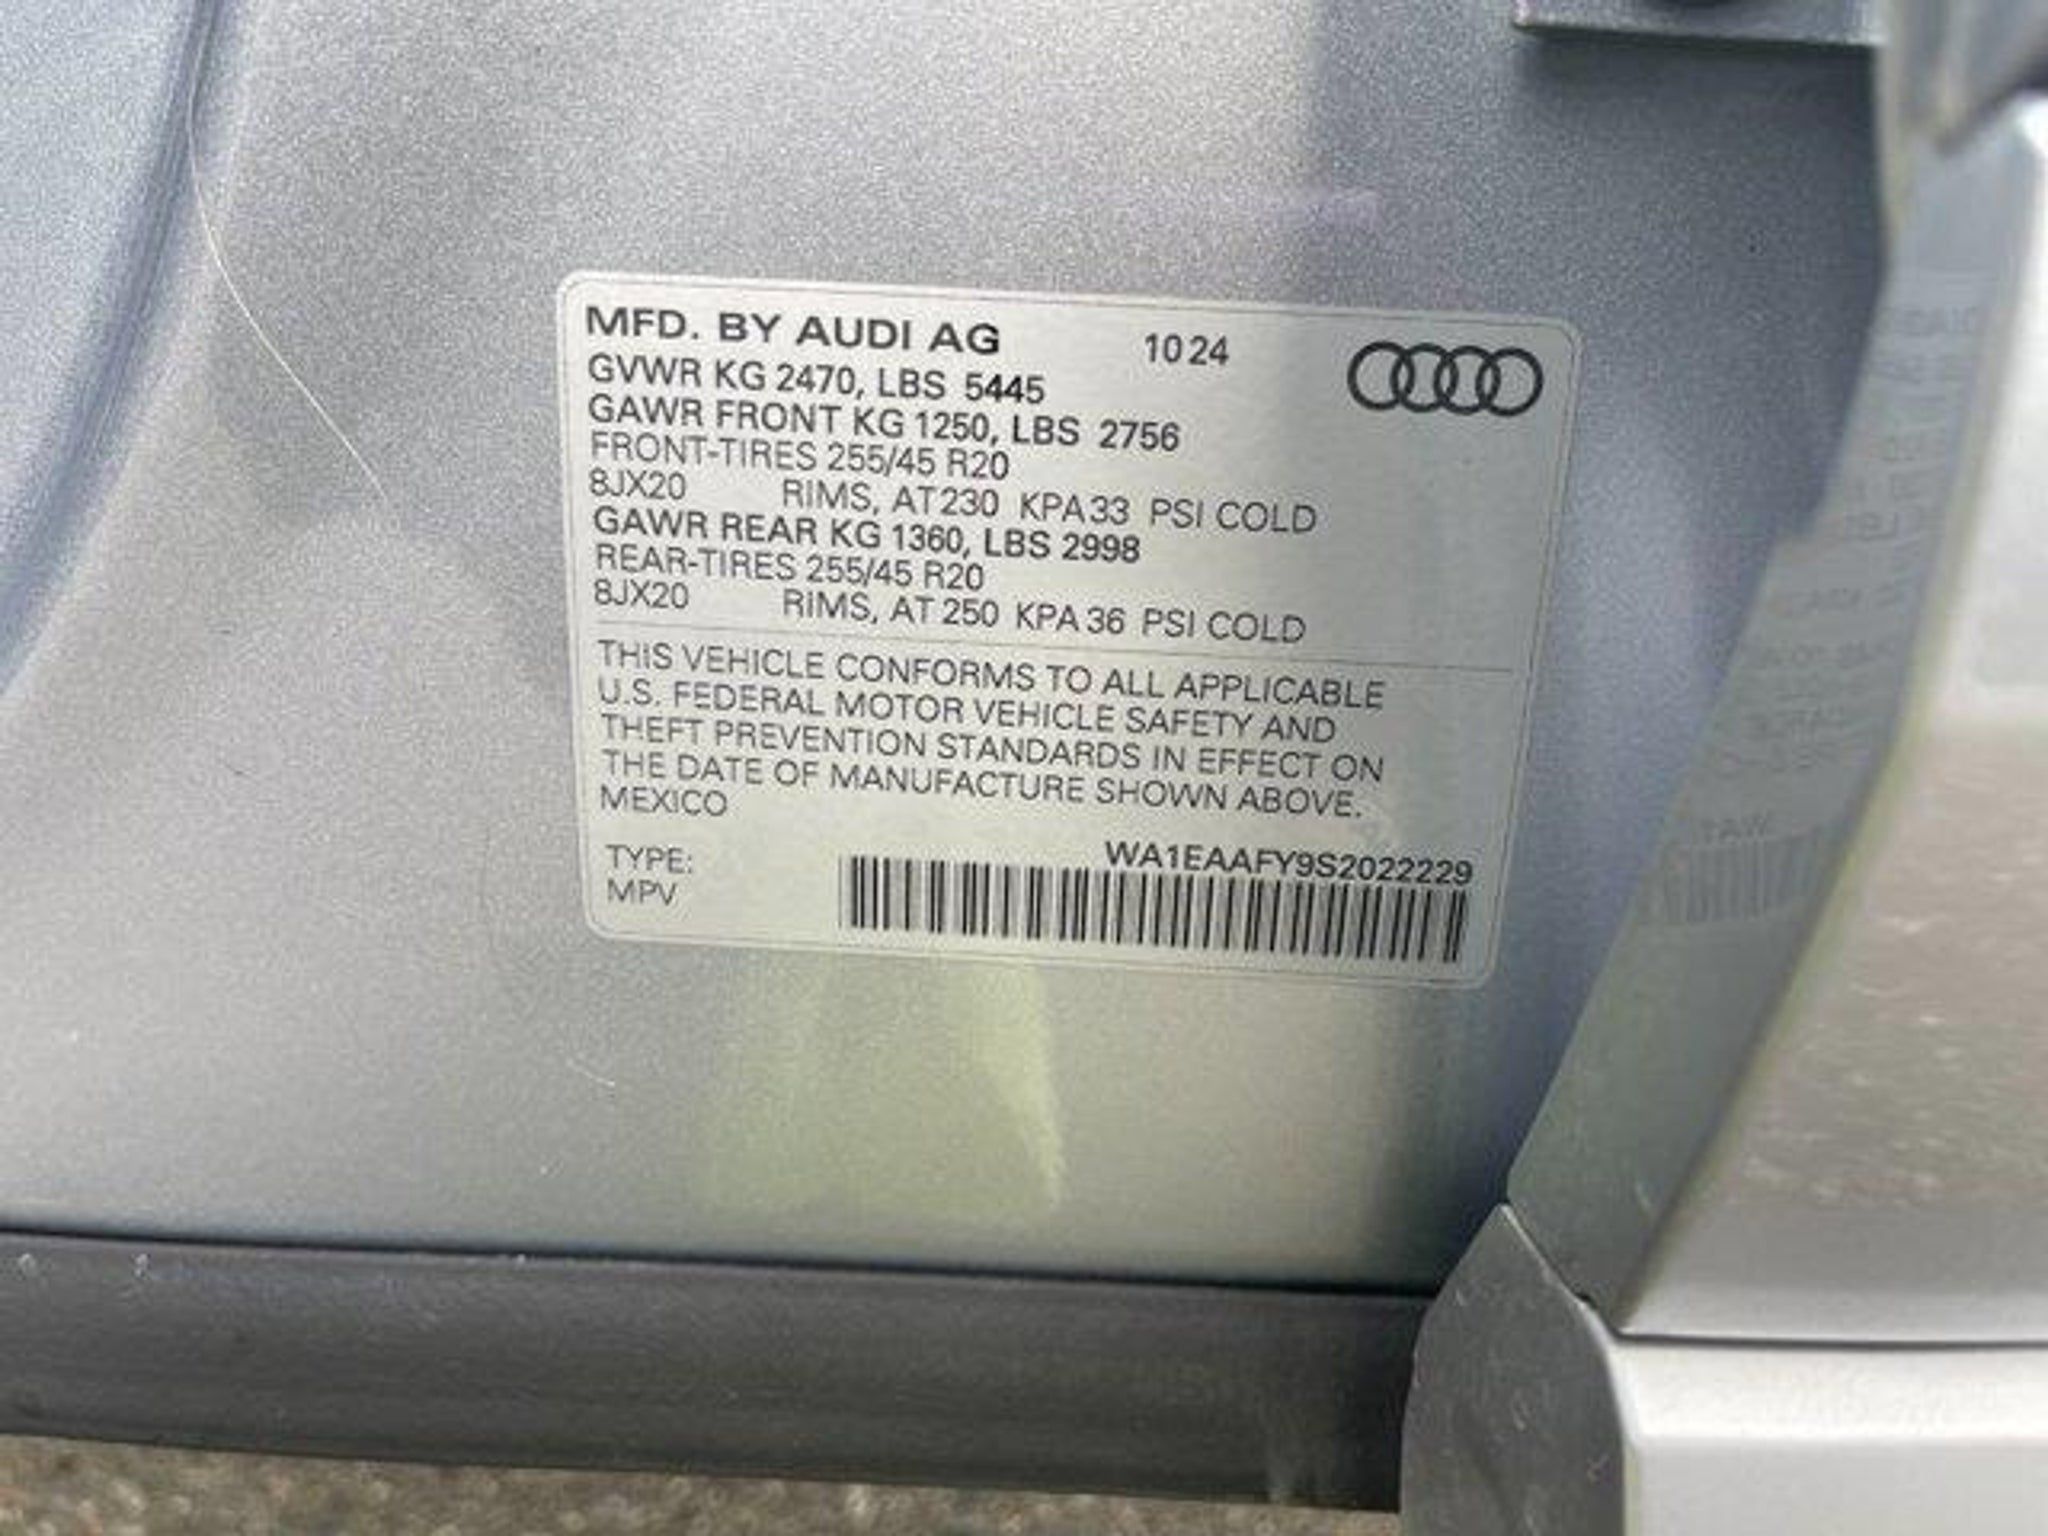 MFD. BY AUDI AG 10 24
GVWR KG 2470, LBS 5445
GAWR FRONT KG 1250, LBS 2756
FRONT-TIRES 255/45 R20
8JX20 RIMS, AT 230 KPA 33 PSI COLD
GAWR REAR KG 1360, LBS 2998
REAR-TIRES 255/45 R20
8JX20 RIMS, AT 250 KPA 36 PSI COLD
THIS VEHICLE CONFORMS TO ALL APPLICABLE
U.S. FEDERAL MOTOR VEHICLE SAFETY AND
THEFT PREVENTION STANDARDS IN EFFECT ON
THE DATE OF MANUFACTURE SHOWN ABOVE.
MEXICO
TYPE:
MPV
WA1EAAFY9S2022229